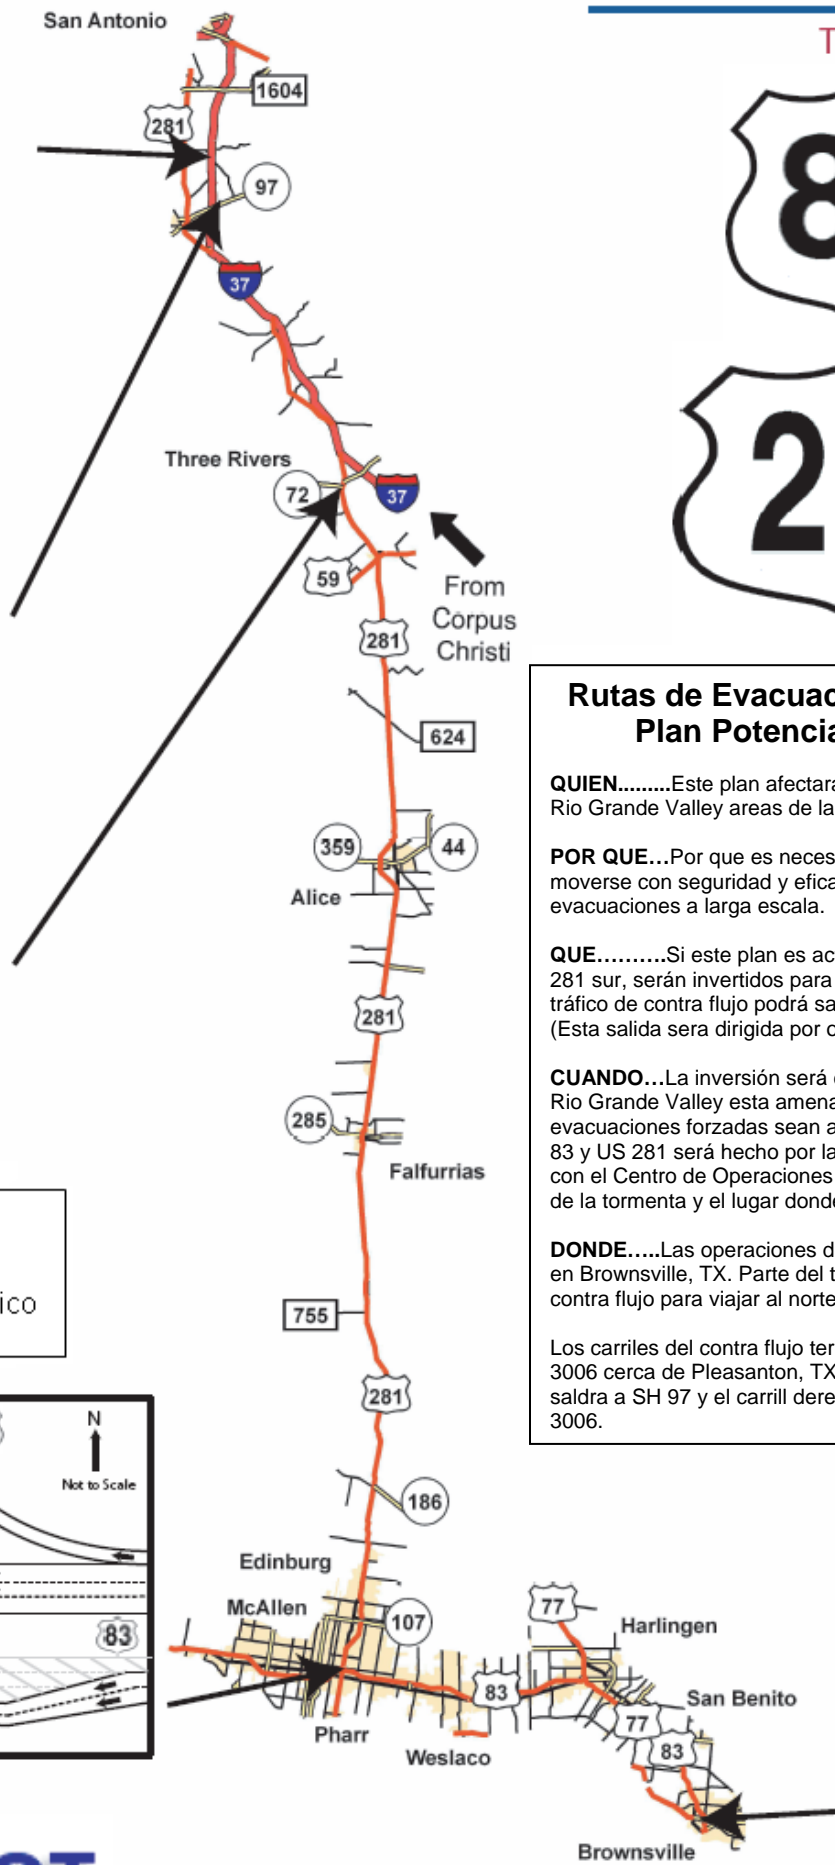 San Antonio
T
1604
281
97
37
8
2
Three Rivers
72
37
59
From
Corpus
Christi
281
624
359
44
Alice
281
285
Falfurrias
755
281
186
Edinburg
McAllen
107
77
Harlingen
83
San Benito
77
83
Pharr
Weslaco
Brownsville
Rutas de Evacuac
Plan Potencia
QUIEN.........Este plan afectara
Rio Grande Valley areas de la
POR QUE…Por que es neces
moverse con seguridad y efica
evacuaciones a larga escala.
QUE……….Si este plan es ac
281 sur, serán invertidos para
tráfico de contra flujo podrá sa
(Esta salida sera dirigida por o
CUANDO…La inversión será
Rio Grande Valley esta amena
evacuaciones forzadas sean a
83 y US 281 será hecho por la
con el Centro de Operaciones
de la tormenta y el lugar donde
DONDE…..Las operaciones d
en Brownsville, TX. Parte del t
contra flujo para viajar al norte
Los carriles del contra flujo ter
3006 cerca de Pleasanton, TX
saldra a SH 97 y el carrill dere
3006.
ico
N
Not to Scale
83
OT